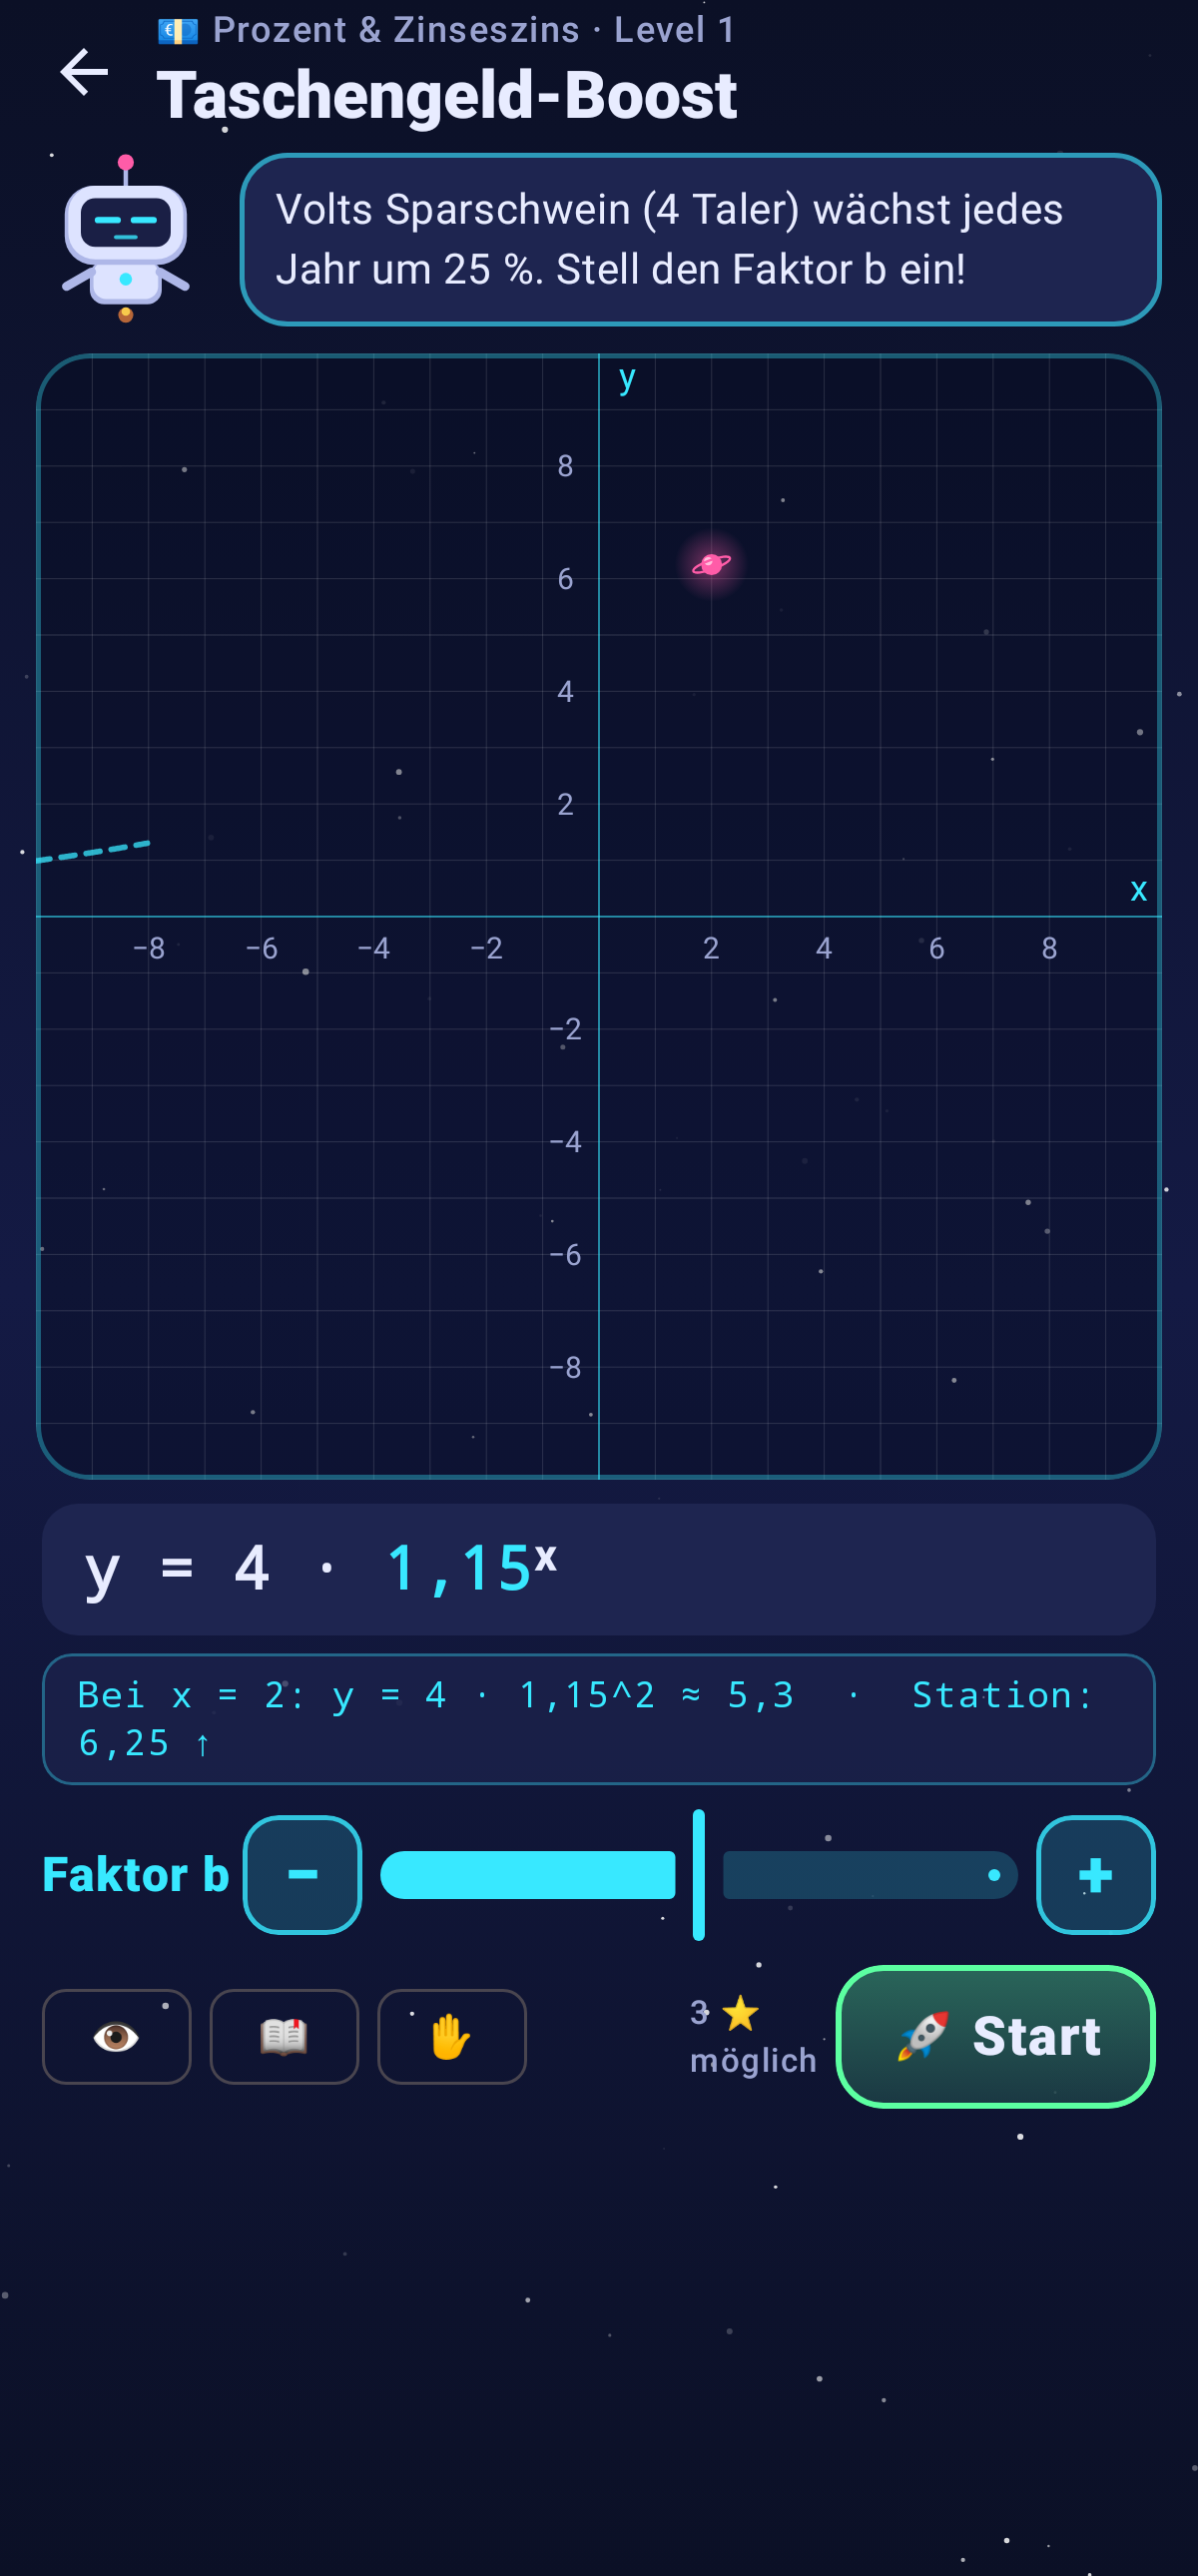 💶 Prozent & Zinseszins · Level 1
Taschengeld-Boost
Volts Sparschwein (4 Taler) wächst jedes
Jahr um 25 %. Stell den Faktor b ein!
y
8
6
4
2
x
−8 −6 −4 −2 2 4 6 8
−2
−4
−6
−8
y = 4 · 1,15ˣ
Bei x = 2: y = 4 · 1,15^2 ≈ 5,3 · Station:
6,25 ↑
Faktor b − +
3 ⭐
möglich
🚀 Start